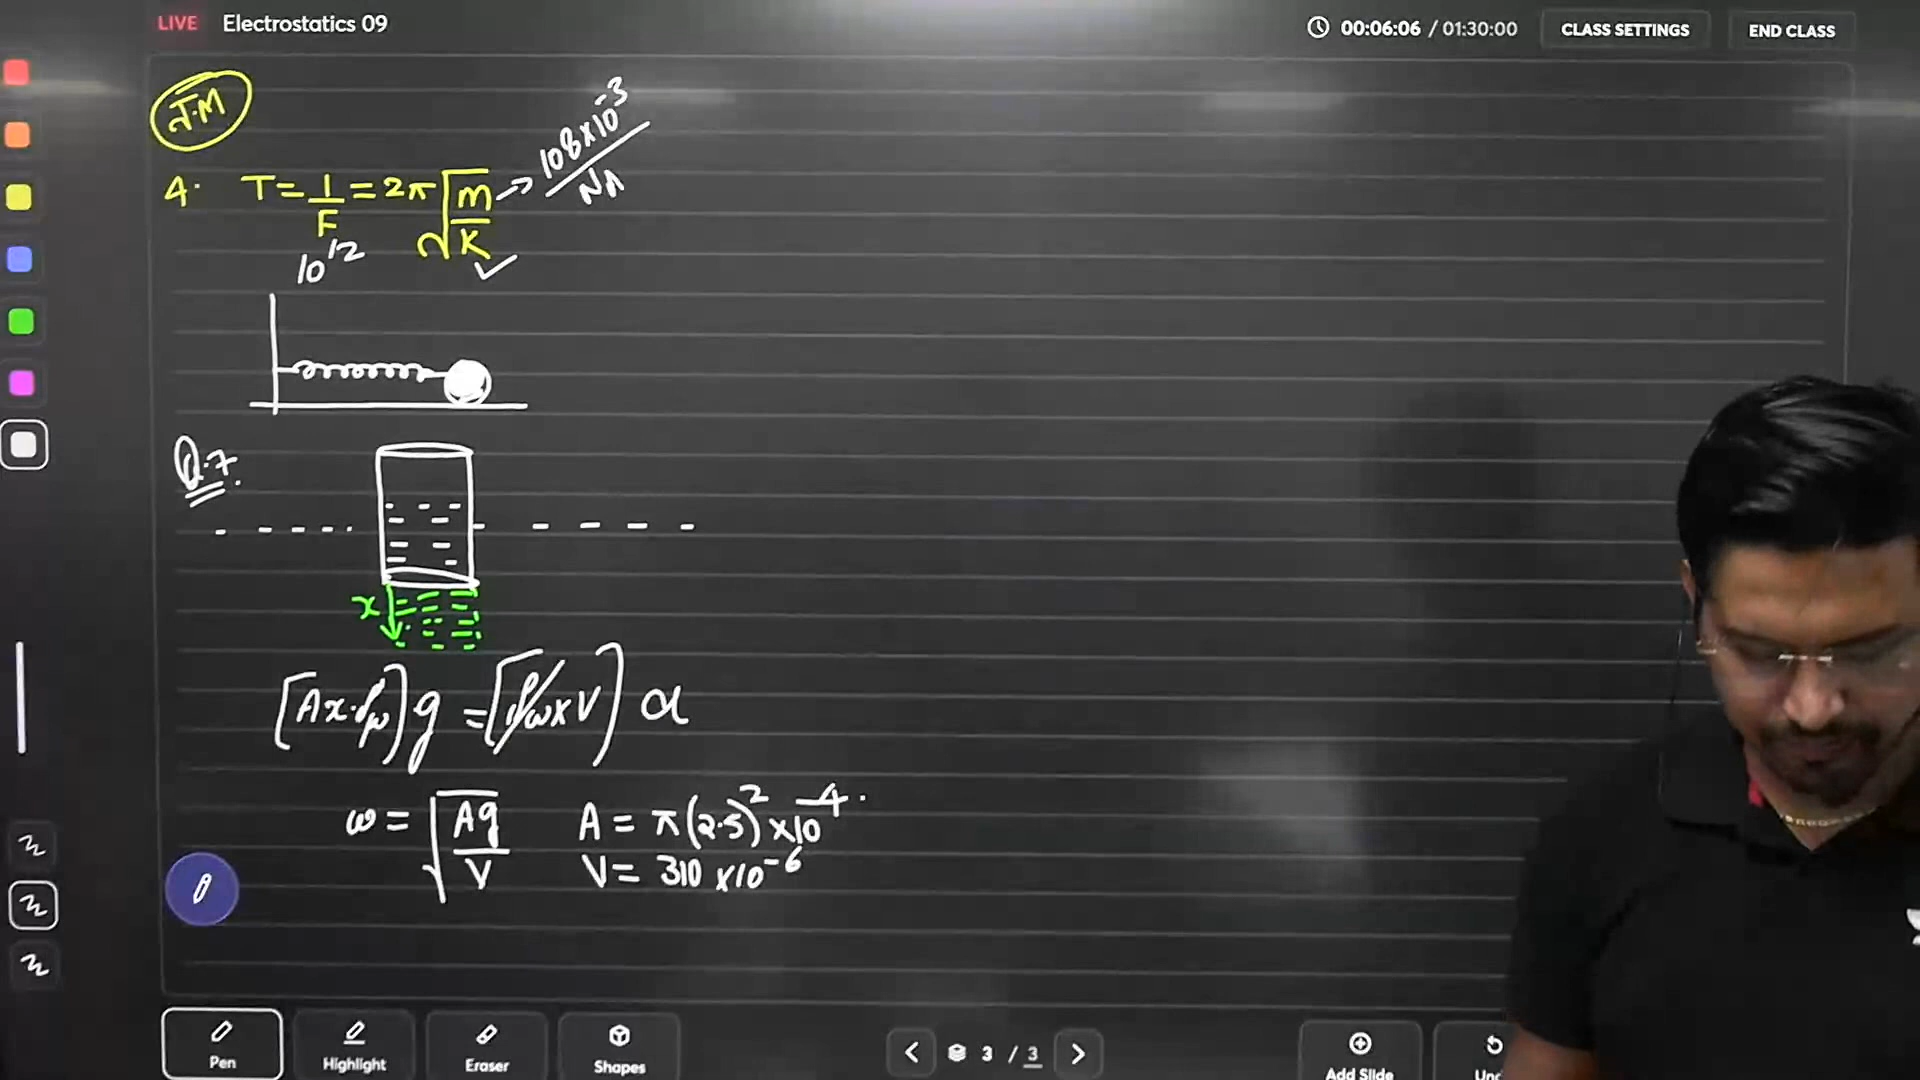 LIVE Electrostatics 09
00:06:06 / 01:30:00
CLASS SETTINGS
END CLASS
J.M
4. T = 1/F = 2π √(m/K) → 108×10⁻³/NA
10¹²
Q.7.
x
[Ax·ρω]g = [ρω×V] a
ω = √(Ag/V) A = π(2.5)² ×10⁻⁴.
V = 310 ×10⁻⁶
Pen
Highlight
Eraser
Shapes
3 / 3
Add Slide